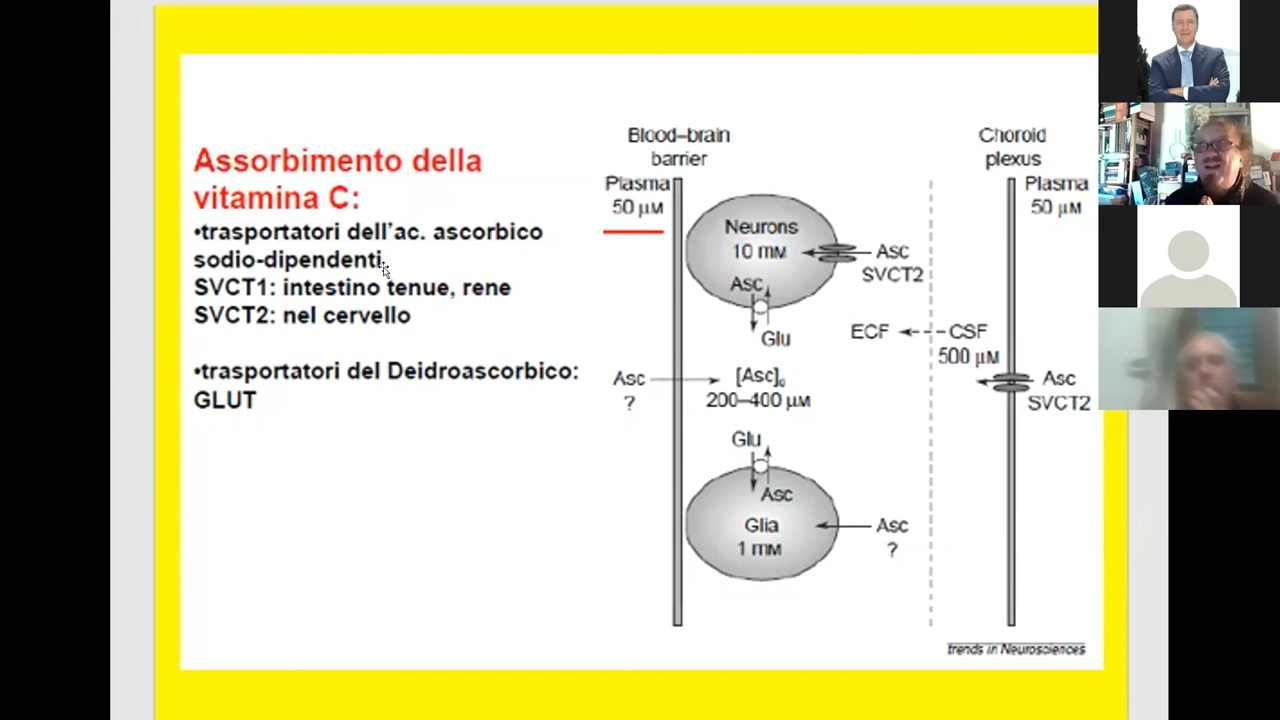 Assorbimento della
vitamina C:
•trasportatori dell'ac. ascorbico
sodio-dipendenti.
SVCT1: intestino tenue, rene
SVCT2: nel cervello
•trasportatori del Deidroascorbico:
GLUT
Blood–brain
barrier
Plasma
50 μM
Neurons
10 mM
Asc
Glu
Asc
SVCT2
Choroid
plexus
Plasma
50 μM
ECF
CSF
500 μM
Asc
?
[Asc]o
200–400 μM
Asc
SVCT2
Glu
Asc
Glia
1 mM
Asc
?
trends in Neurosciences